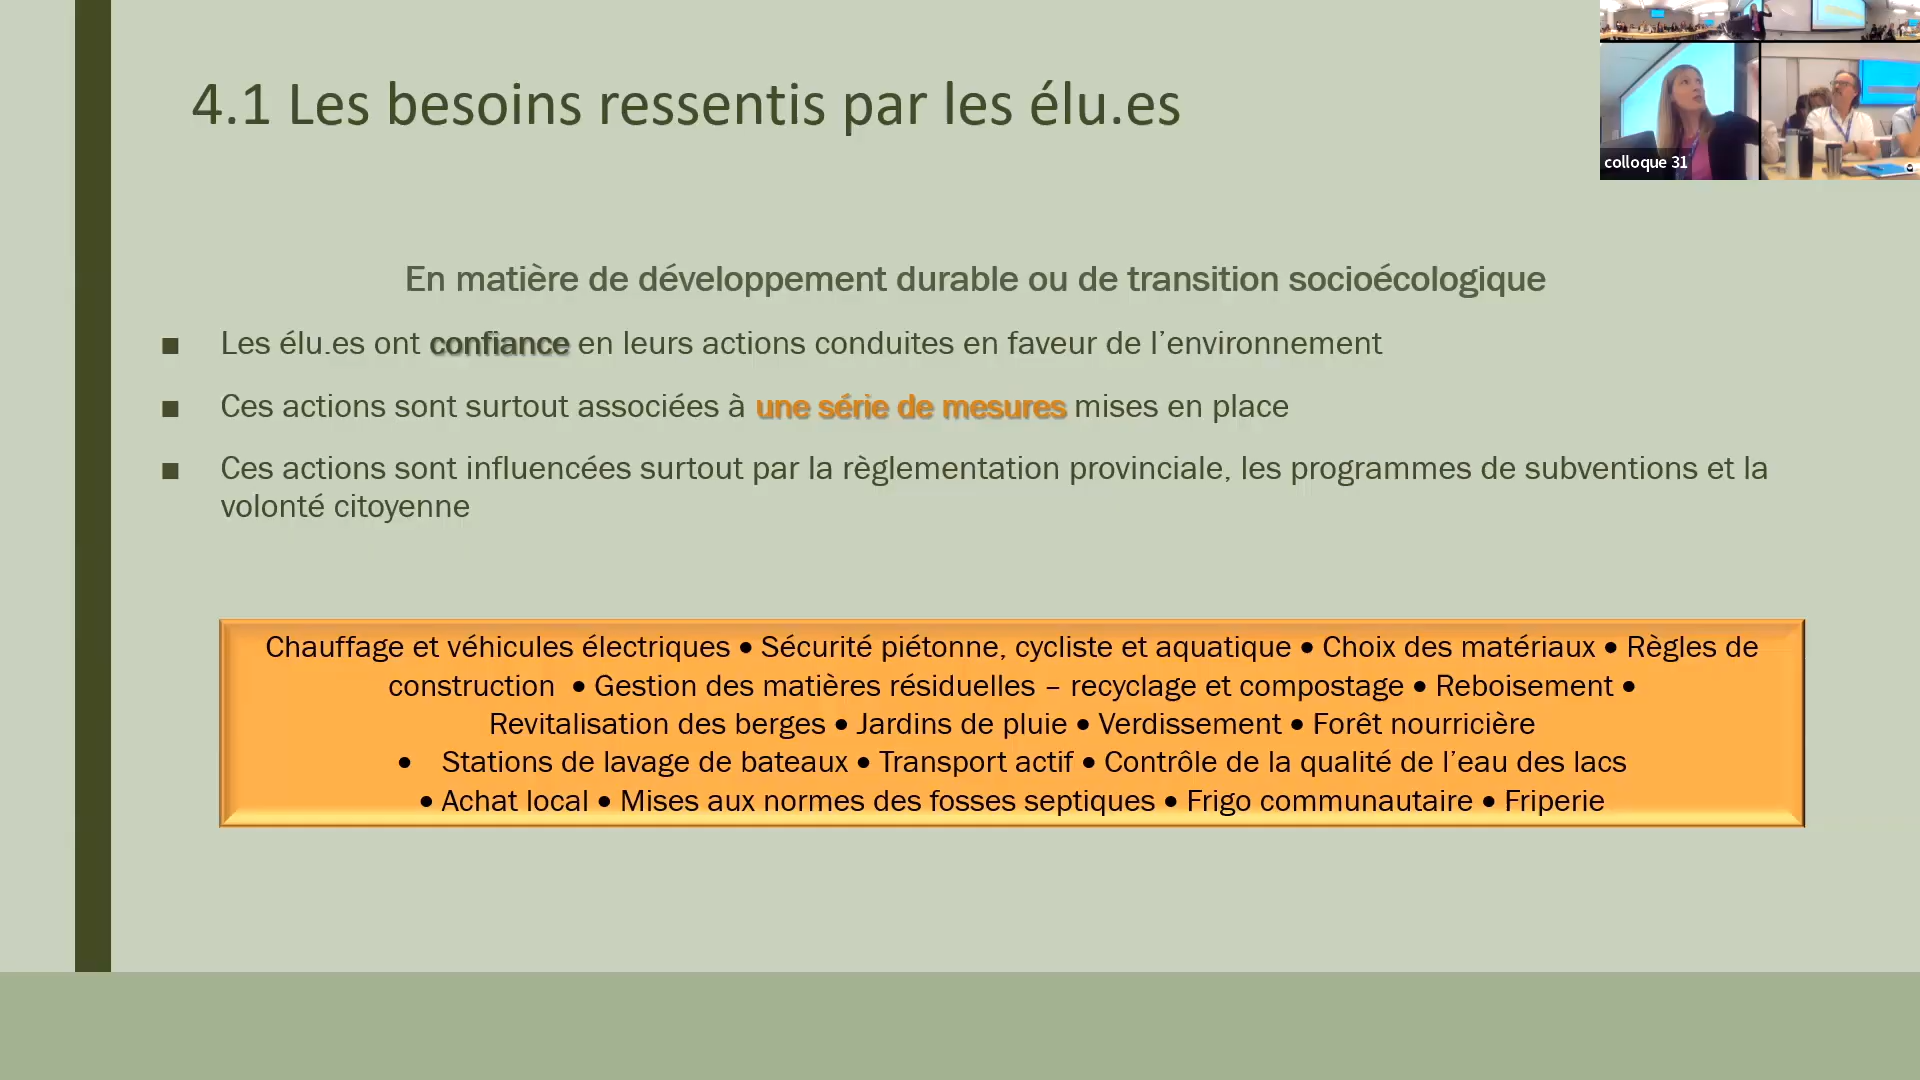 4.1 Les besoins ressentis par les élu.es
colloque 31
En matière de développement durable ou de transition socioécologique
■ Les élu.es ont confiance en leurs actions conduites en faveur de l’environnement
■ Ces actions sont surtout associées à une série de mesures mises en place
■ Ces actions sont influencées surtout par la règlementation provinciale, les programmes de subventions et la
volonté citoyenne
Chauffage et véhicules électriques • Sécurité piétonne, cycliste et aquatique • Choix des matériaux • Règles de
construction • Gestion des matières résiduelles – recyclage et compostage • Reboisement •
Revitalisation des berges • Jardins de pluie • Verdissement • Forêt nourricière
• Stations de lavage de bateaux • Transport actif • Contrôle de la qualité de l’eau des lacs
• Achat local • Mises aux normes des fosses septiques • Frigo communautaire • Friperie